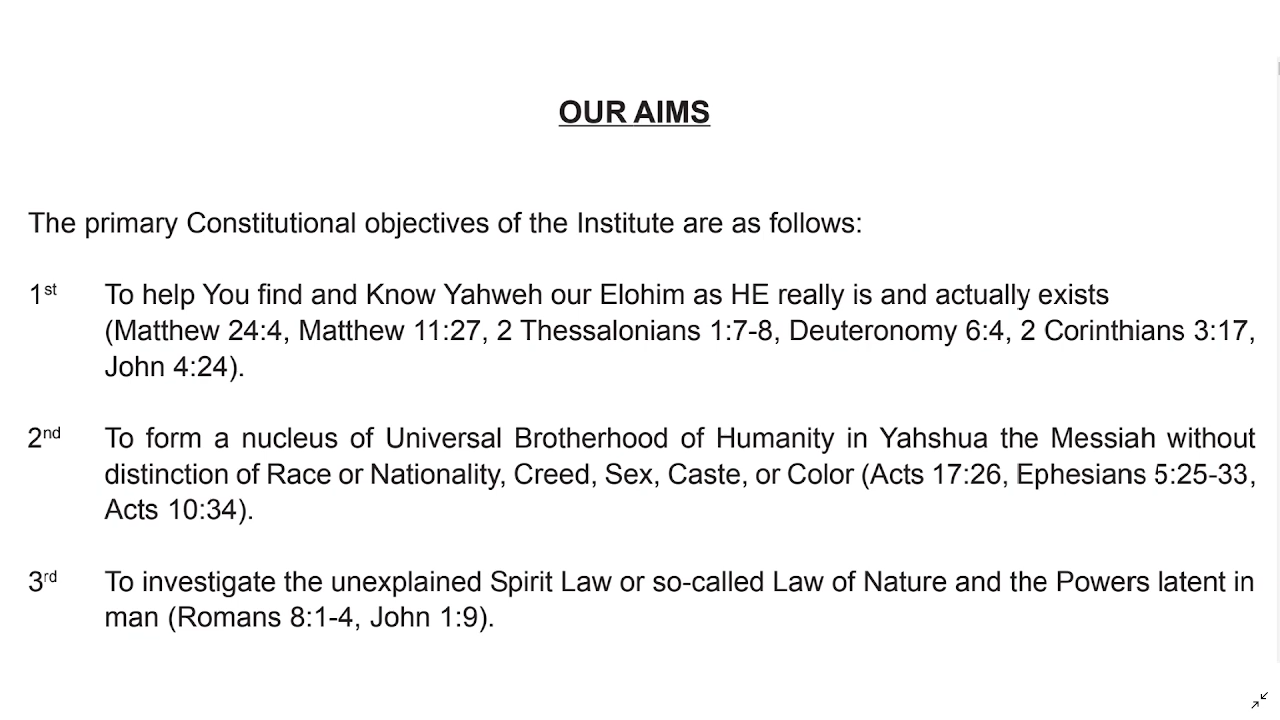 OUR AIMS
The primary Constitutional objectives of the Institute are as follows:
1st To help You find and Know Yahweh our Elohim as HE really is and actually exists
(Matthew 24:4, Matthew 11:27, 2 Thessalonians 1:7-8, Deuteronomy 6:4, 2 Corinthians 3:17,
John 4:24).
2nd To form a nucleus of Universal Brotherhood of Humanity in Yahshua the Messiah without
distinction of Race or Nationality, Creed, Sex, Caste, or Color (Acts 17:26, Ephesians 5:25-33,
Acts 10:34).
3rd To investigate the unexplained Spirit Law or so-called Law of Nature and the Powers latent in
man (Romans 8:1-4, John 1:9).